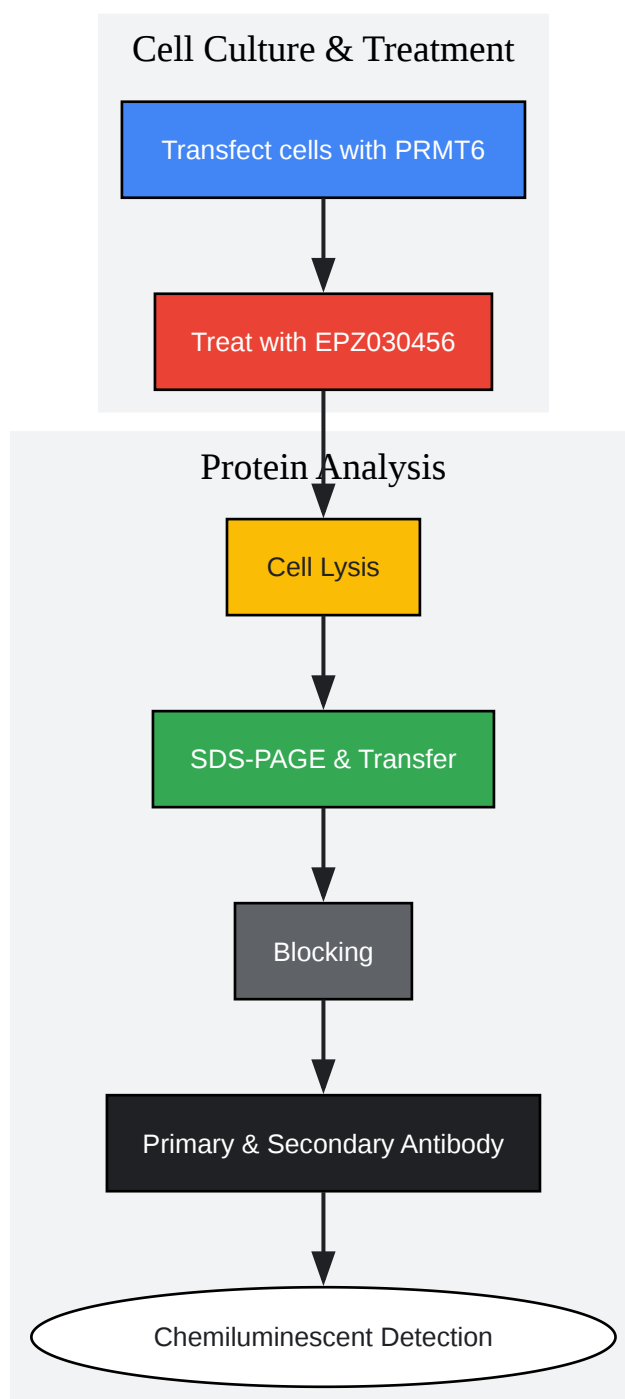 Cell Culture & Treatment
Transfect cells with PRMT6
Treat with EPZ030456
Protein Analysis
Cell Lysis
SDS-PAGE & Transfer
Blocking
Primary & Secondary Antibody
Chemiluminescent Detection